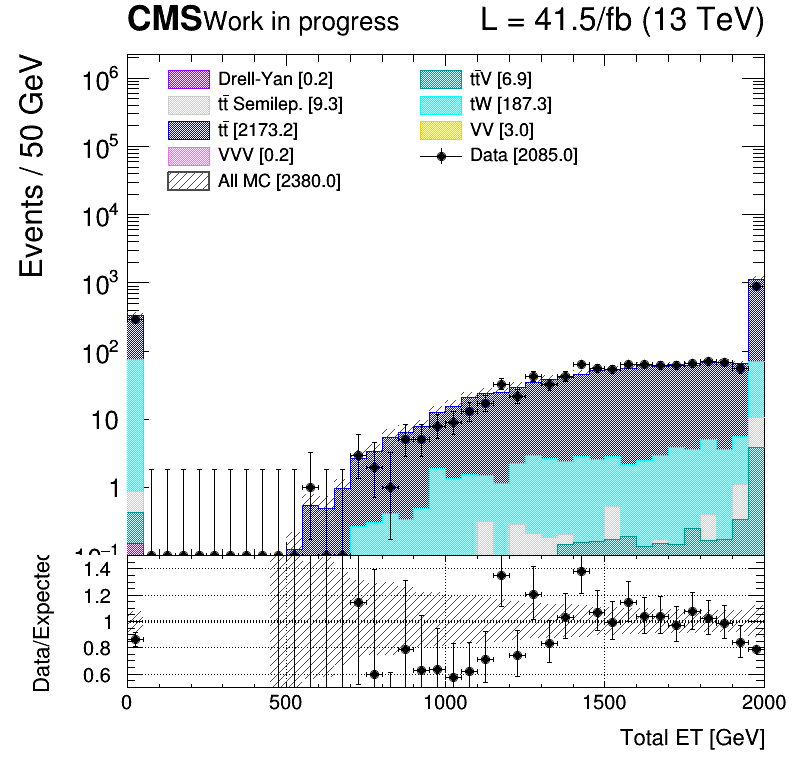 CMS Work in progress L = 41.5/fb (13 TeV)
Events / 50 GeV
10⁶
10⁵
10⁴
10³
10²
10
1
10⁻¹
Drell-Yan [0.2]
tt̄ Semilep. [9.3]
tt̄ [2173.2]
VVV [0.2]
All MC [2380.0]
tt̄V [6.9]
tW [187.3]
VV [3.0]
Data [2085.0]
Data/Expected
1.4
1.2
1
0.8
0.6
0 500 1000 1500 2000
Total ET [GeV]